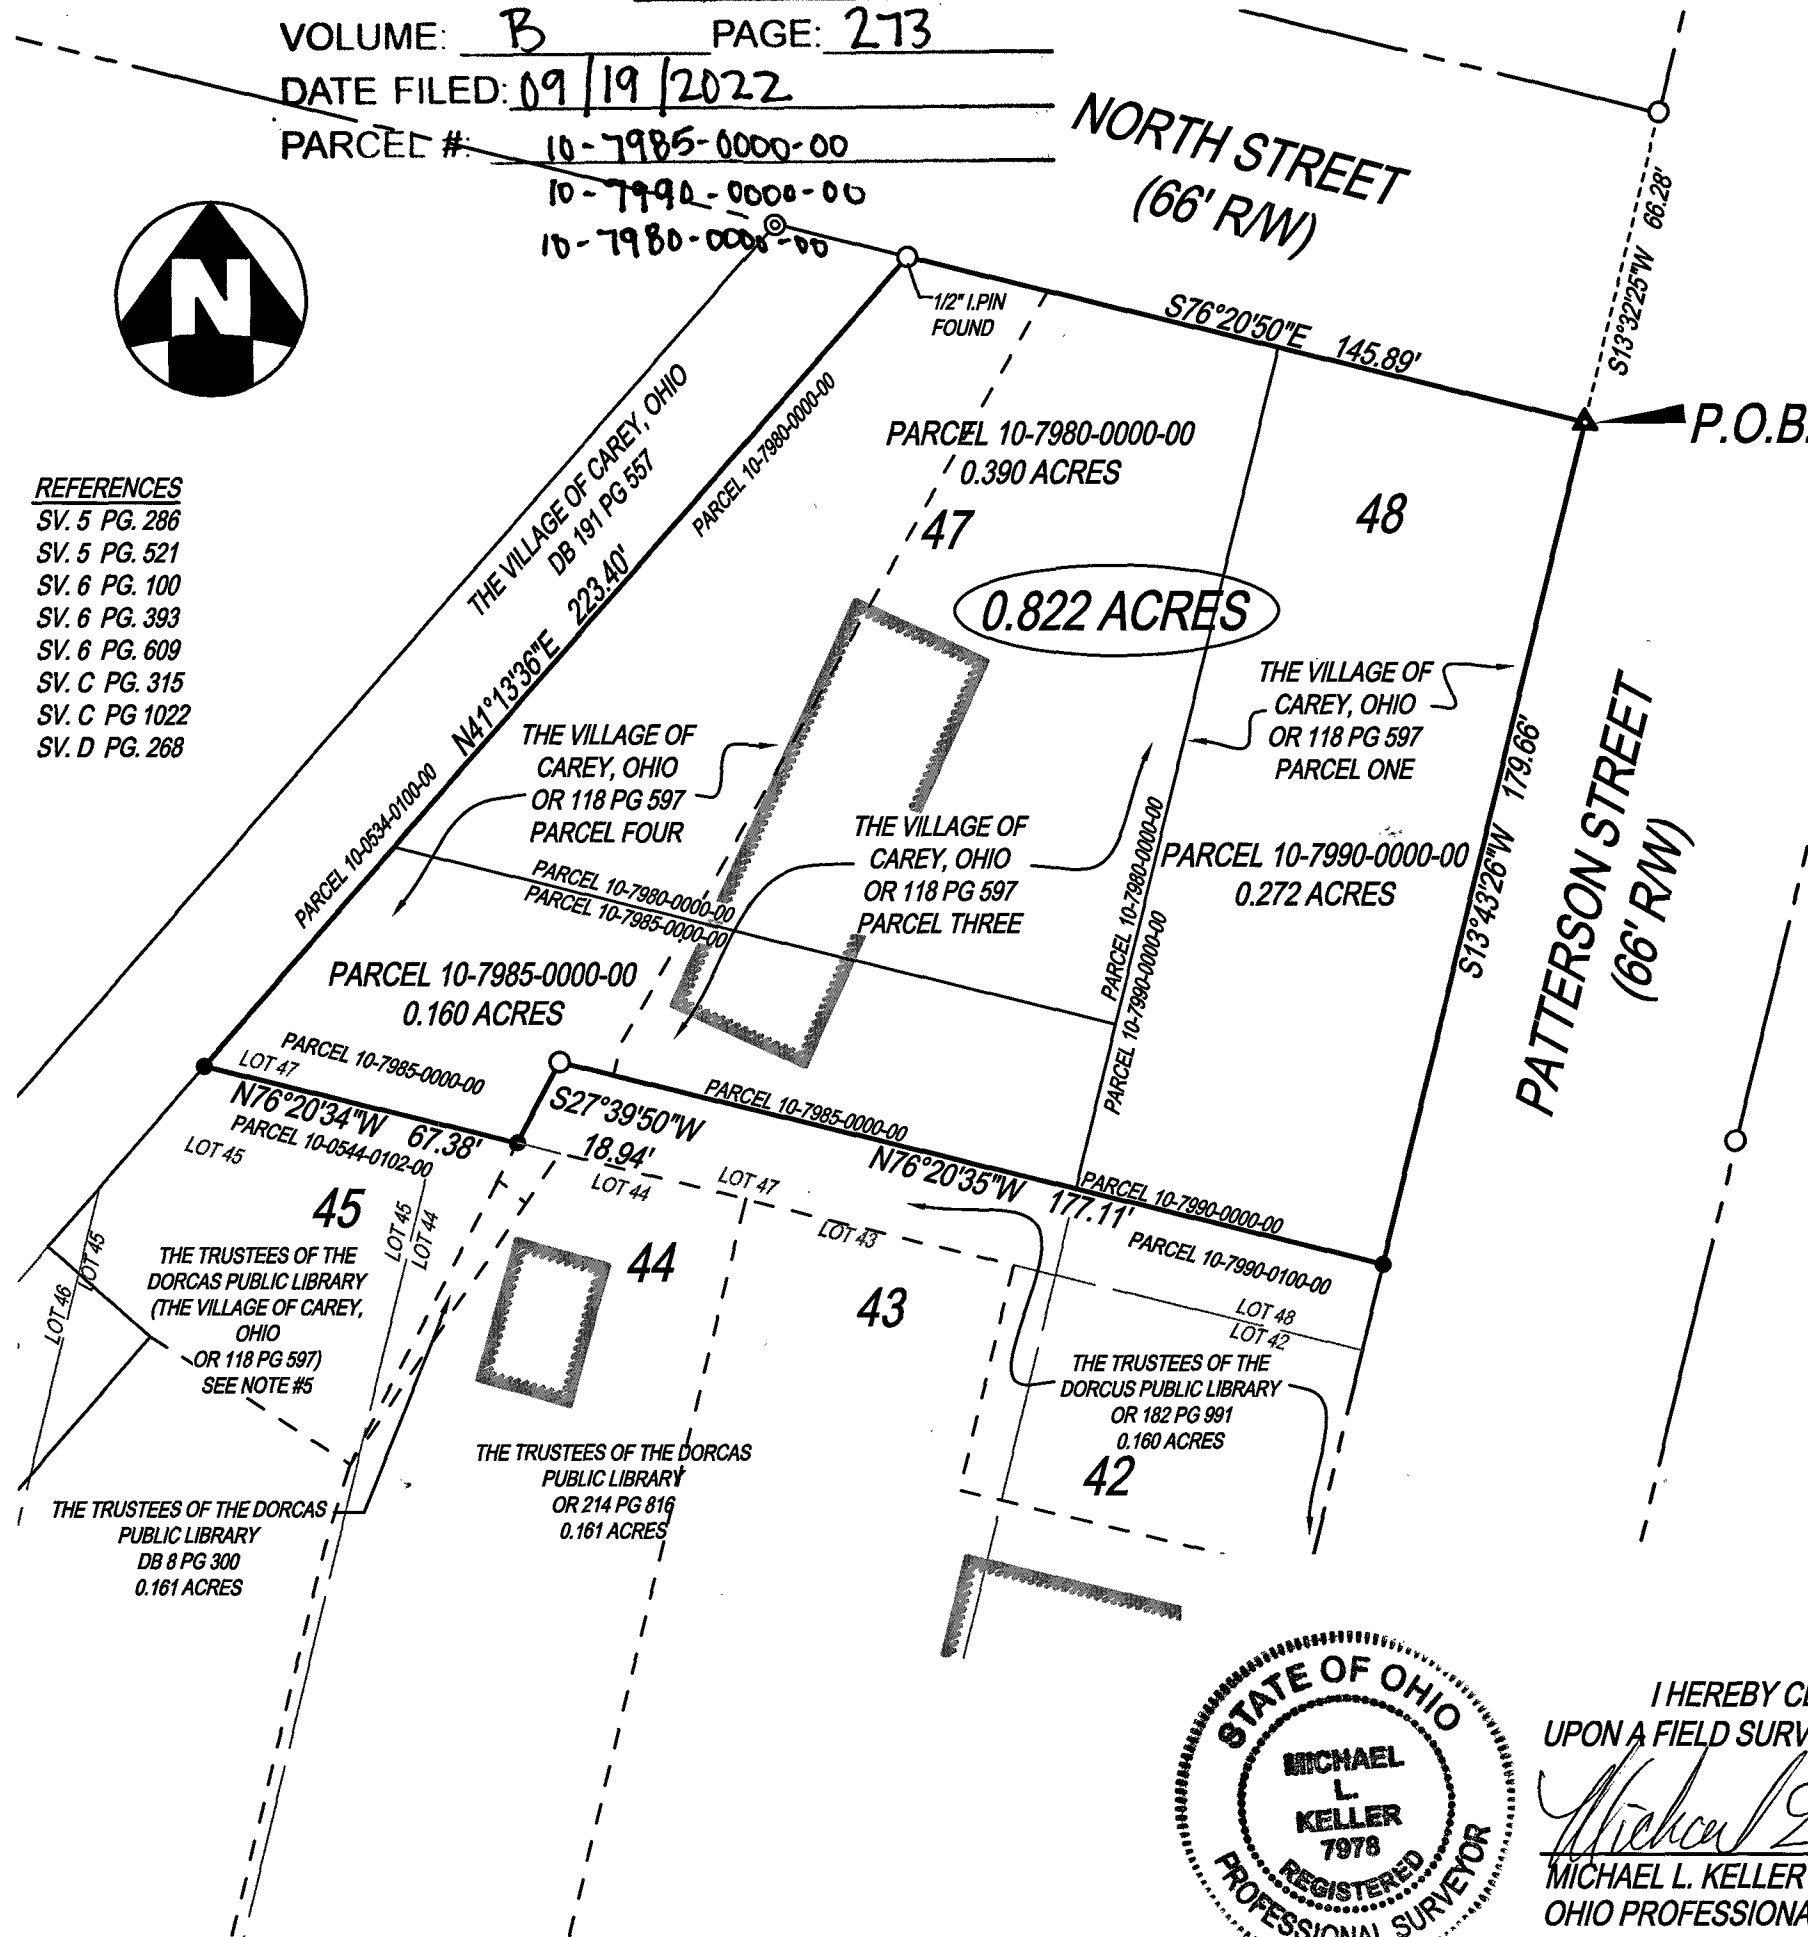 VOLUME: B PAGE: 273
DATE FILED: 09/19/2022
PARCEL #: 10-7985-0000-00
10-7990-0000-00
10-7980-0000-00
NORTH STREET
(66' R/W)
S13°32'25"W 66.28'
N
1/2" I.PIN
FOUND
S76°20'50"E 145.89'
P.O.B.
THE VILLAGE OF CAREY, OHIO
DB 191 PG 557
PARCEL 10-7980-0000-00
PARCEL 10-7980-0000-00
0.390 ACRES
47
48
0.822 ACRES
REFERENCES
SV. 5 PG. 286
SV. 5 PG. 521
SV. 6 PG. 100
SV. 6 PG. 393
SV. 6 PG. 609
SV. C PG. 315
SV. C PG 1022
SV. D PG. 268
N41°13'36"E 223.40'
PARCEL 10-0534-0100-00
THE VILLAGE OF
CAREY, OHIO
OR 118 PG 597
PARCEL FOUR
THE VILLAGE OF
CAREY, OHIO
OR 118 PG 597
PARCEL ONE
THE VILLAGE OF
CAREY, OHIO
OR 118 PG 597
PARCEL THREE
PARCEL 10-7990-0000-00
0.272 ACRES
S13°43'26"W 179.66'
PATTERSON STREET
(66' R/W)
PARCEL 10-7980-0000-00
PARCEL 10-7985-0000-00
PARCEL 10-7980-0000-00
PARCEL 10-7990-0000-00
PARCEL 10-7985-0000-00
0.160 ACRES
PARCEL 10-7985-0000-00
LOT 47
N76°20'34"W 67.38'
PARCEL 10-0544-0102-00
LOT 45
S27°39'50"W
18.94'
PARCEL 10-7985-0000-00
N76°20'35"W 177.11'
PARCEL 10-7990-0000-00
PARCEL 10-7990-0100-00
PARCEL 10-7990-0000-00
LOT 44
LOT 47
LOT 43
LOT 48
LOT 42
45
LOT 45
LOT 44
44
43
42
LOT 46
LOT 45
THE TRUSTEES OF THE
DORCAS PUBLIC LIBRARY
(THE VILLAGE OF CAREY,
OHIO
OR 118 PG 597)
SEE NOTE #5
THE TRUSTEES OF THE
DORCUS PUBLIC LIBRARY
OR 182 PG 991
0.160 ACRES
THE TRUSTEES OF THE DORCAS
PUBLIC LIBRARY
OR 214 PG 816
0.161 ACRES
THE TRUSTEES OF THE DORCAS
PUBLIC LIBRARY
DB 8 PG 300
0.161 ACRES
STATE OF OHIO
MICHAEL
L.
KELLER
7978
REGISTERED
PROFESSIONAL SURVEYOR
I HEREBY CE
UPON A FIELD SURV
Michael
MICHAEL L. KELLER
OHIO PROFESSIONA